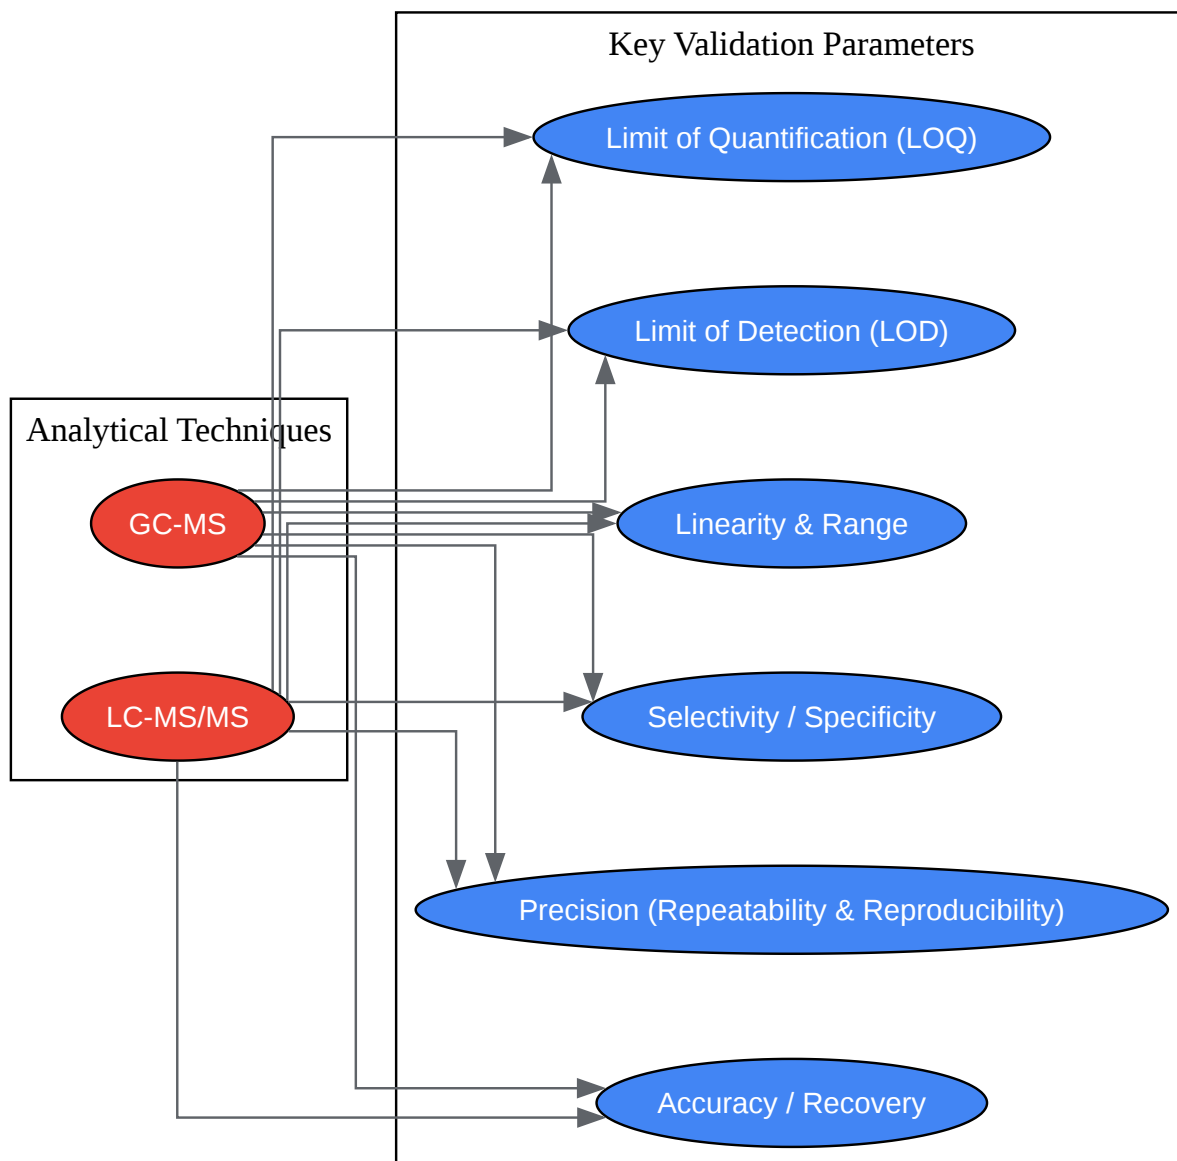 Key Validation Parameters
Limit of Quantification (LOQ)
Limit of Detection (LOD)
Analytical Techniques
GC-MS
Linearity & Range
LC-MS/MS
Selectivity / Specificity
Precision (Repeatability & Reproducibility)
Accuracy / Recovery